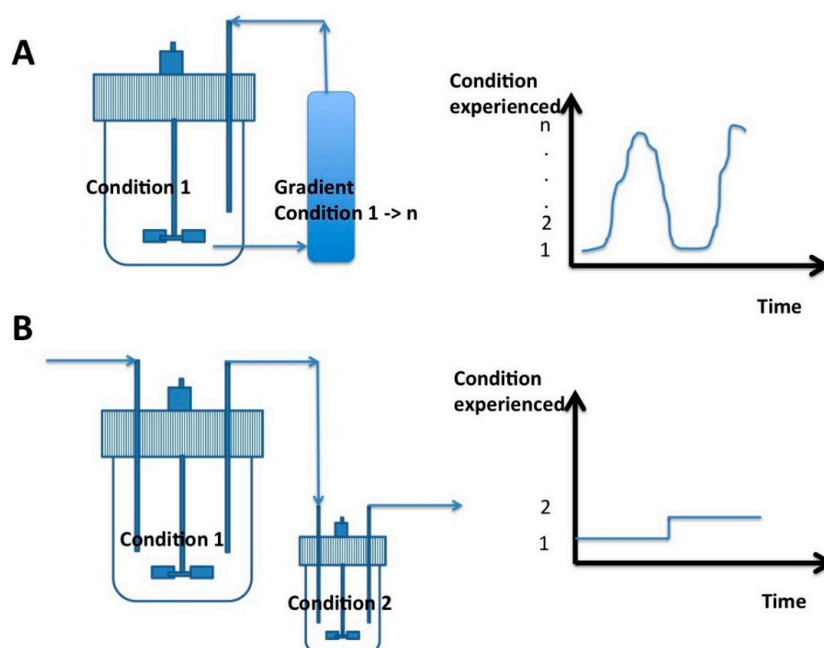 A
Condition 1
Gradient
Condition 1 -> n
Condition
experienced
n
.
.
.
2
1
Time
B
Condition 1
Condition 2
Condition
experienced
2
1
Time